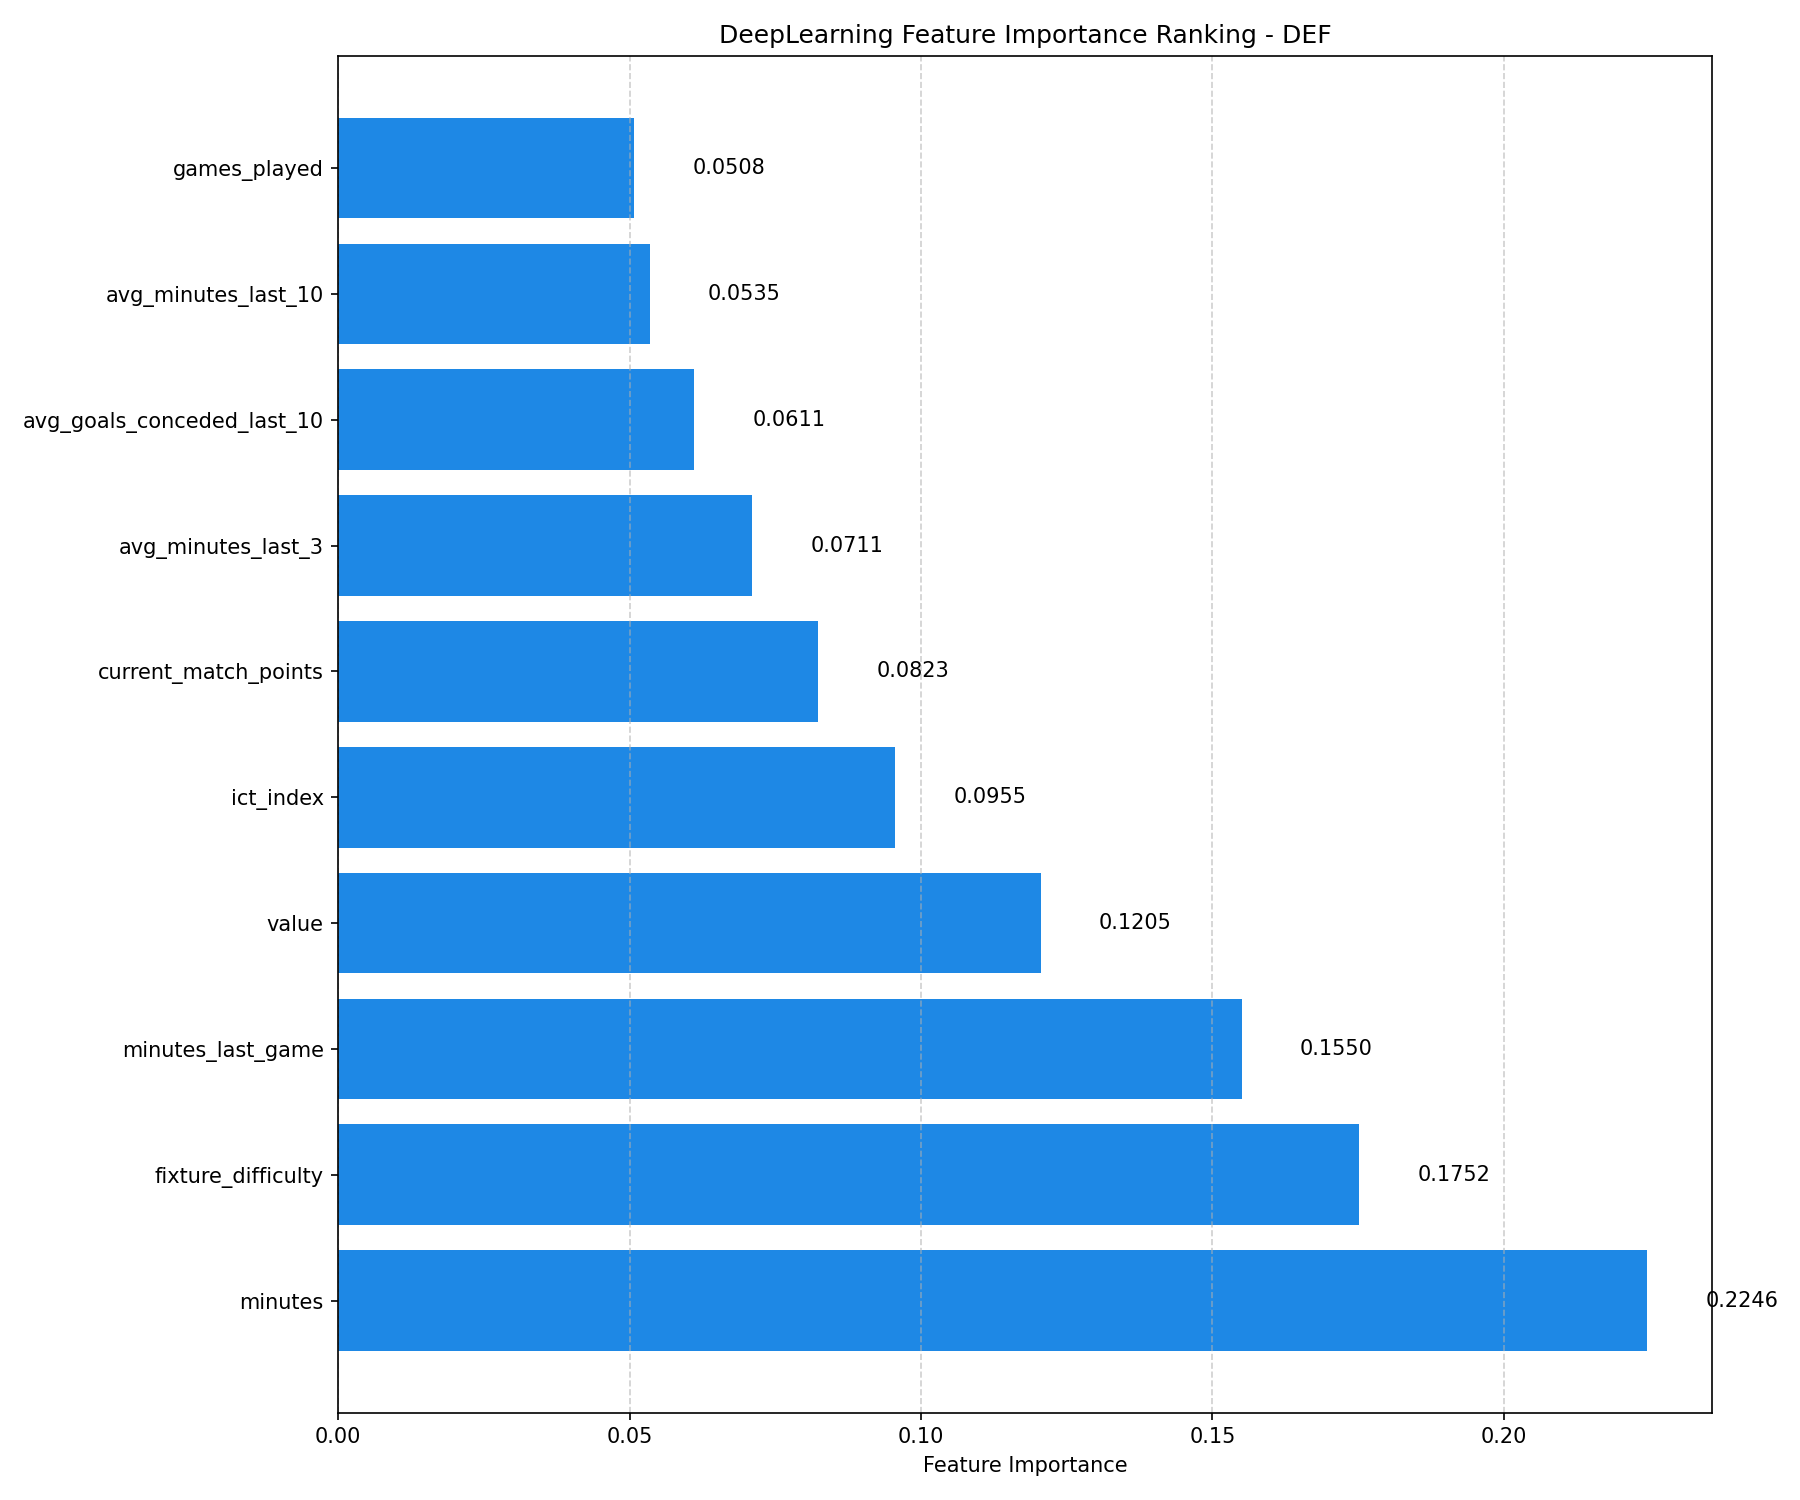 DeepLearning Feature Importance Ranking - DEF
games_played
0.0508
avg_minutes_last_10
0.0535
avg_goals_conceded_last_10
0.0611
avg_minutes_last_3
0.0711
current_match_points
0.0823
ict_index
0.0955
value
0.1205
minutes_last_game
0.1550
fixture_difficulty
0.1752
minutes
0.2246
0.00 0.05 0.10 0.15 0.20
Feature Importance